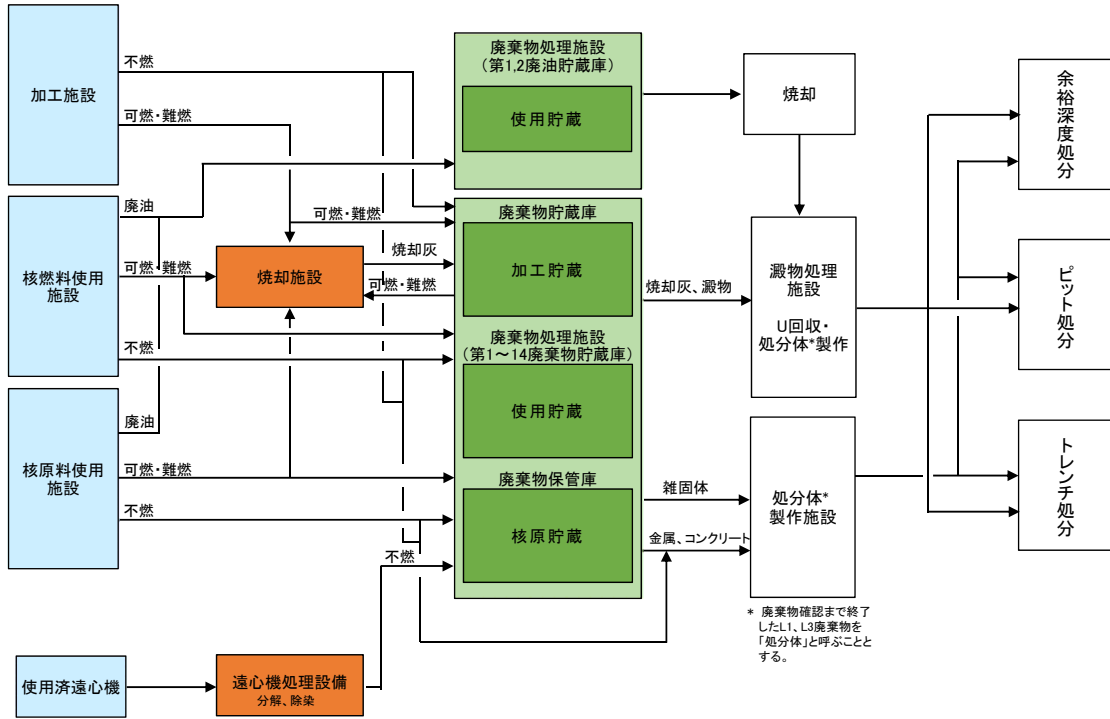 加工施設
不燃
可燃・難燃
核燃料使用
施設
廃油
可燃・難燃
不燃
核原料使用
施設
廃油
可燃・難燃
不燃
使用済遠心機
遠心機処理設備
分解、除染
不燃
焼却施設
可燃・難燃
焼却灰
可燃・難燃
廃棄物処理施設
（第1,2廃油貯蔵庫）
使用貯蔵
廃棄物貯蔵庫
加工貯蔵
廃棄物処理施設
（第1～14廃棄物貯蔵庫）
使用貯蔵
廃棄物保管庫
核原貯蔵
焼却灰、澱物
雑固体
金属、コンクリート
焼却
澱物処理
施設
U回収・
処分体*製作
処分体*
製作施設
* 廃棄物確認まで終了
したL1、L3廃棄物を
「処分体」と呼ぶことと
する。
余裕深度処分
ピット処分
トレンチ処分